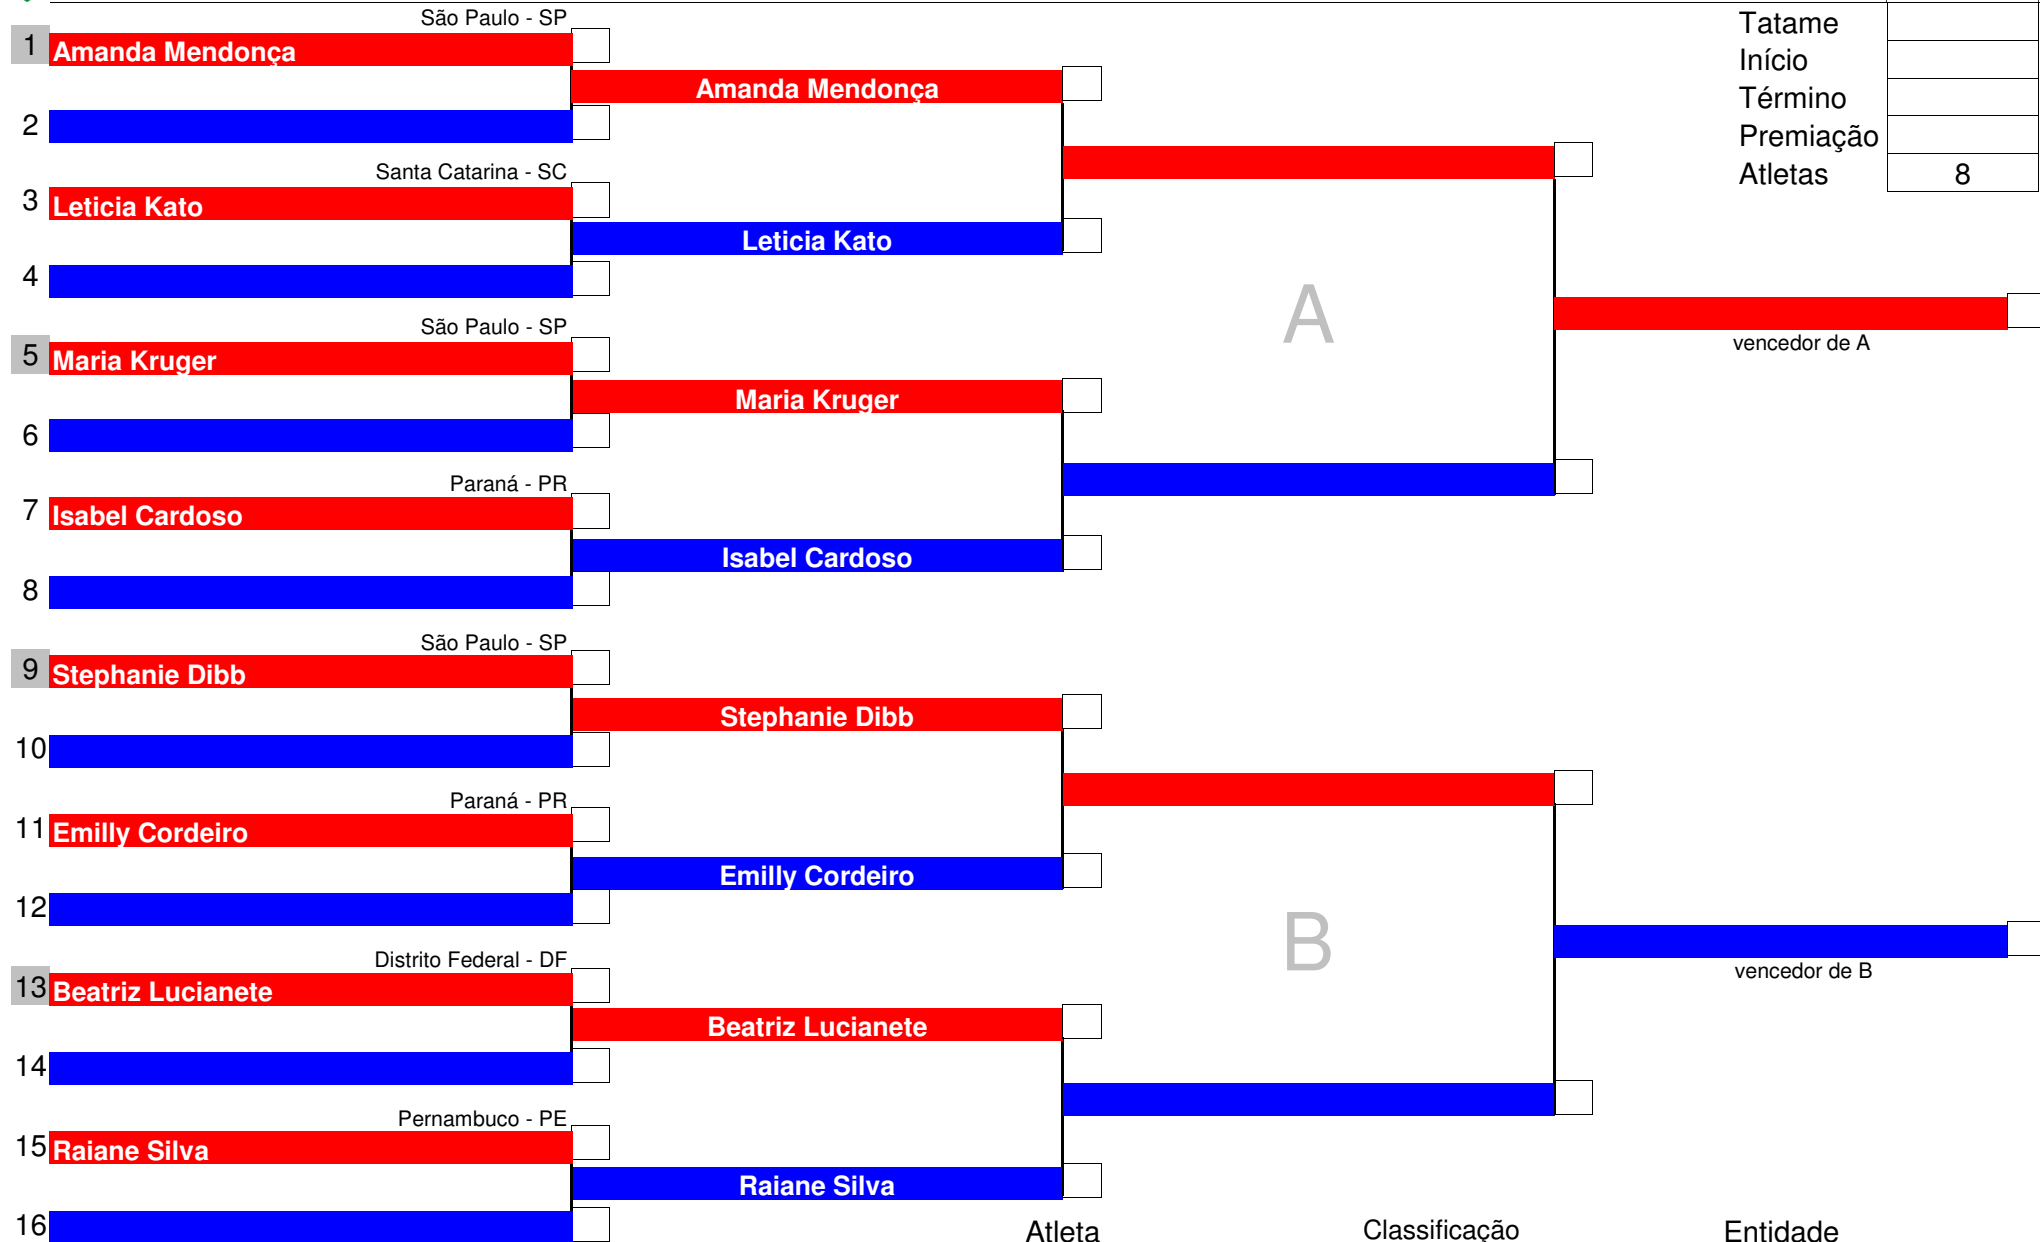 São Paulo - SP
1 Amanda Mendonça
Amanda Mendonça
2
Santa Catarina - SC
3 Leticia Kato
Leticia Kato
4
São Paulo - SP
5 Maria Kruger
Maria Kruger
6
Paraná - PR
7 Isabel Cardoso
Isabel Cardoso
8
A
vencedor de A
São Paulo - SP
9 Stephanie Dibb
Stephanie Dibb
10
Paraná - PR
11 Emilly Cordeiro
Emilly Cordeiro
12
Distrito Federal - DF
13 Beatriz Lucianete
Beatriz Lucianete
14
Pernambuco - PE
15 Raiane Silva
Raiane Silva
16
B
vencedor de B
Tatame
Início
Término
Premiação
Atletas 8
Atleta Classificação Entidade